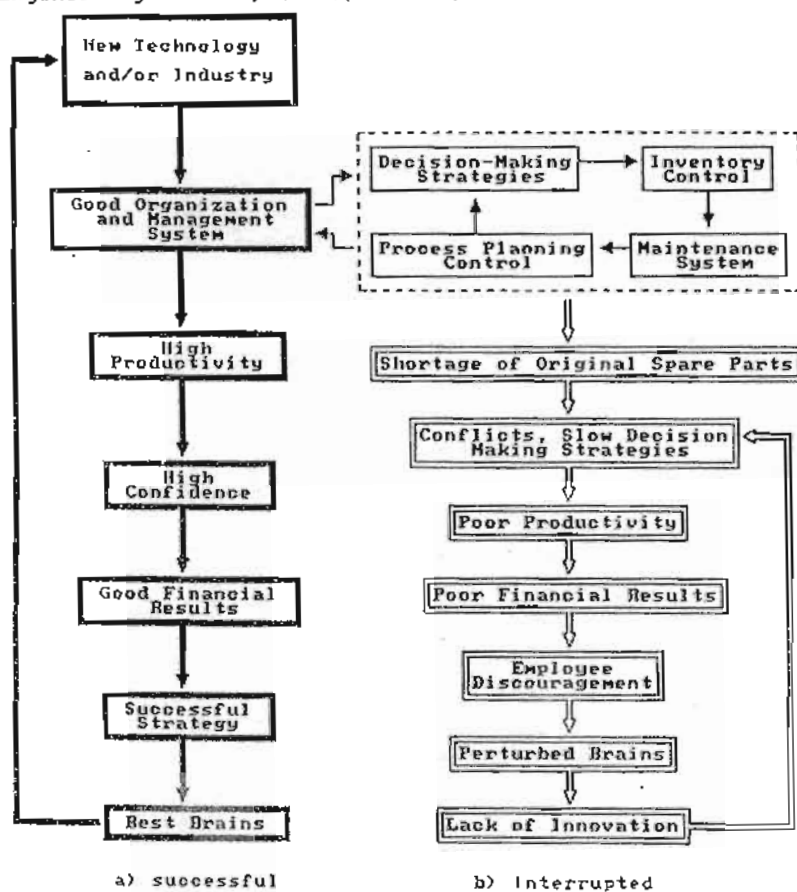 New Technology
and/or Industry
Good Organization
and Management
System
High
Productivity
High
Confidence
Good Financial
Results
Successful
Strategy
Best Brains
a) successful
Decision-Making
Strategies
Inventory
Control
Process Planning
Control
Maintenance
System
Shortage of Original Spare Parts
Conflicts, Slow Decision
Making Strategies
Poor Productivity
Poor Financial Results
Employee
Discouragement
Perturbed Brains
Lack of Innovation
b) Interrupted